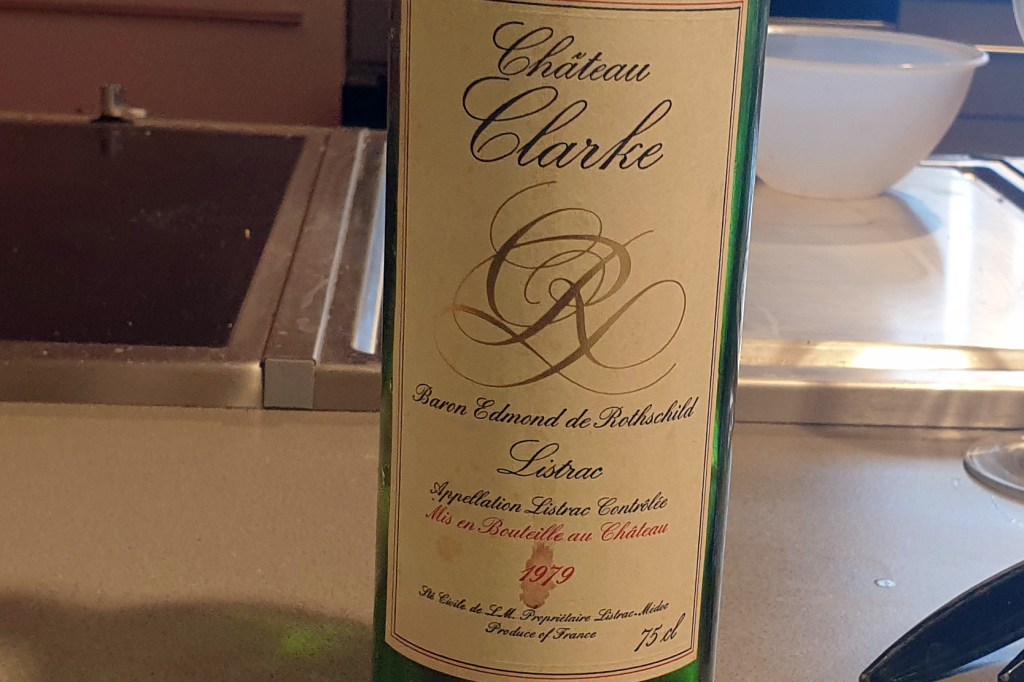 Château
Clarke
Baron Edmond de Rothschild
Listrac
Appellation Listrac Contrôlée
Mis en Bouteille au Château
1979
Sté Civile de L.M. Propriétaire Listrac-Médoc
Produce of France
75 cl